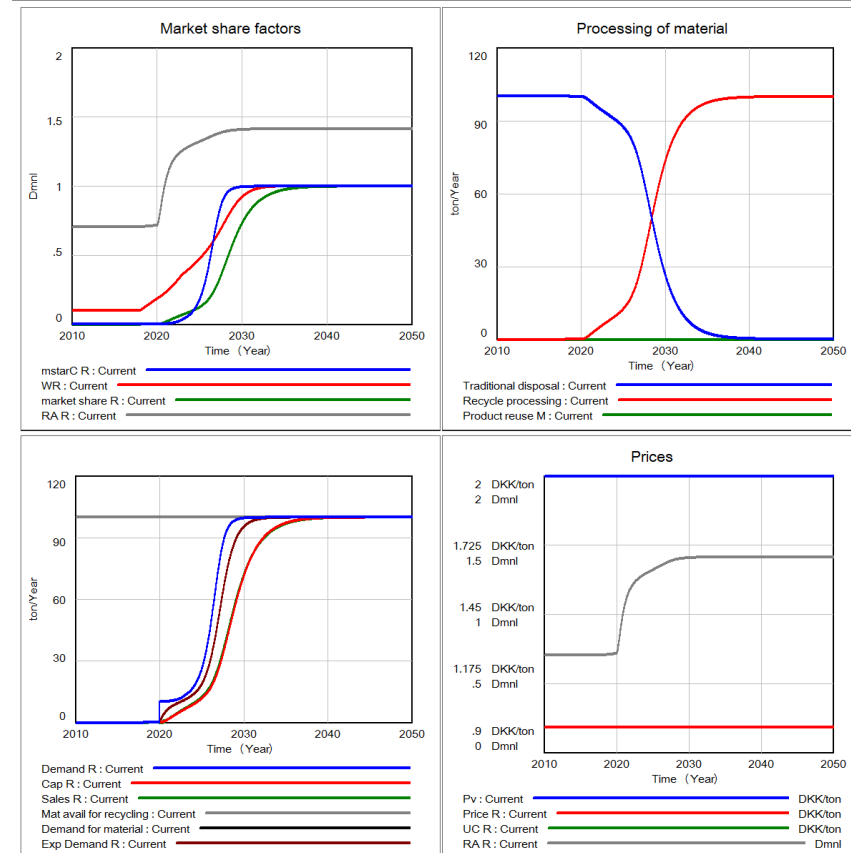 Market share factors
2
1.5
1
.5
0
Dmnl
2010 2020 2030 2040 2050
Time (Year)
mstarC R : Current
WR : Current
market share R : Current
RA R : Current
Processing of material
120
90
60
30
0
ton/Year
2010 2020 2030 2040 2050
Time (Year)
Traditional disposal : Current
Recycle processing : Current
Product reuse M : Current
120
90
60
30
0
ton/Year
2010 2020 2030 2040 2050
Time (Year)
Demand R : Current
Cap R : Current
Sales R : Current
Mat avail for recycling : Current
Demand for material : Current
Exp Demand R : Current
Prices
2 DKK/ton
2 Dmnl
1.725 DKK/ton
1.5 Dmnl
1.45 DKK/ton
1 Dmnl
1.175 DKK/ton
.5 Dmnl
.9 DKK/ton
0 Dmnl
2010 2020 2030 2040 2050
Time (Year)
Pv : Current DKK/ton
Price R : Current DKK/ton
UC R : Current DKK/ton
RA R : Current Dmnl